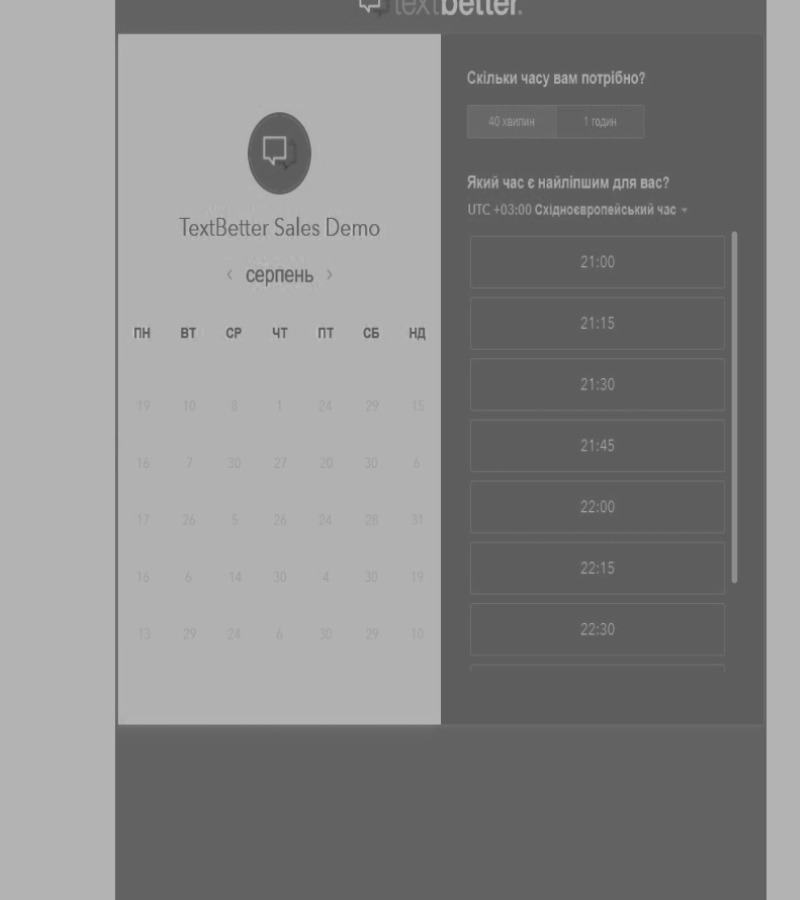 textbetter.
TextBetter Sales Demo
‹ серпень ›
ПН ВТ СР ЧТ ПТ СБ НД
19 10 8 1 24 29 15
16 7 30 27 20 30 6
17 26 5 26 24 28 31
16 6 14 30 4 30 19
13 29 24 6 30 29 10
Скільки часу вам потрібно?
40 хвилин 1 годин
Який час є найліпшим для вас?
UTC +03:00 Східноєвропейський час
21:00
21:15
21:30
21:45
22:00
22:15
22:30